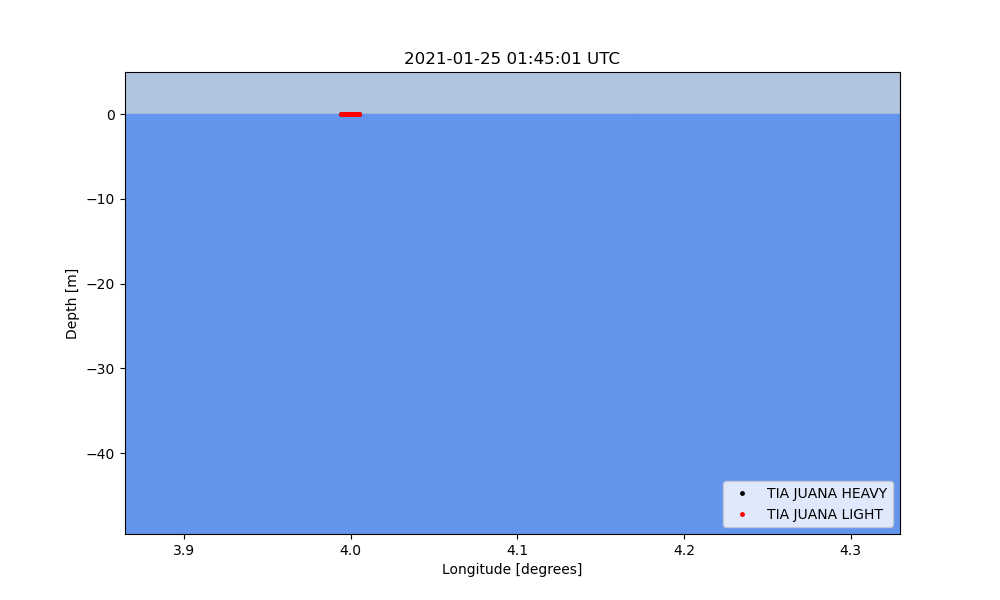 2021-01-25 01:45:01 UTC
0
−10
−20
−30
−40
Depth [m]
TIA JUANA HEAVY
TIA JUANA LIGHT
3.9 4.0 4.1 4.2 4.3
Longitude [degrees]